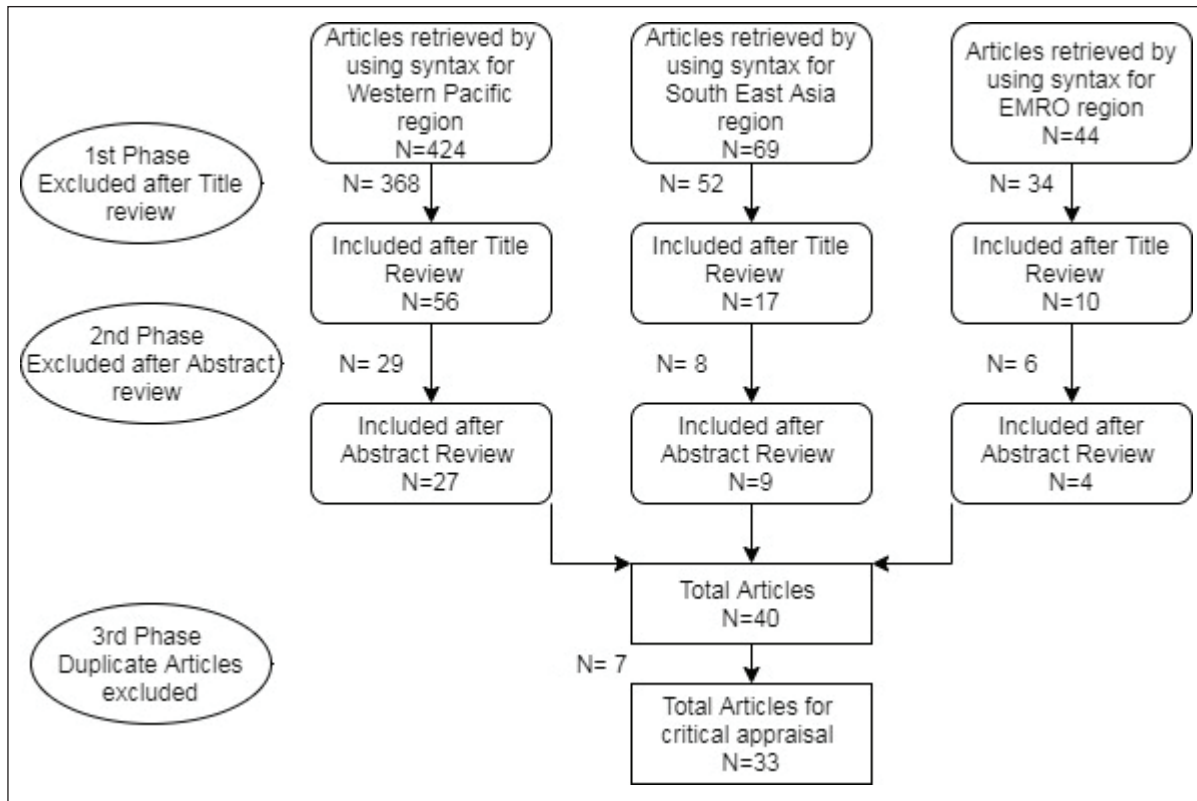 Articles retrieved by
using syntax for
Western Pacific
region
N=424
Articles retrieved by
using syntax for
South East Asia
region
N=69
Articles retrieved by
using syntax for
EMRO region
N=44
1st Phase
Excluded after Title
review
N= 368
N= 52
N= 34
Included after Title
Review
N=56
Included after Title
Review
N=17
Included after Title
Review
N=10
2nd Phase
Excluded after Abstract
review
N= 29
N= 8
N= 6
Included after
Abstract Review
N=27
Included after
Abstract Review
N=9
Included after
Abstract Review
N=4
Total Articles
N=40
3rd Phase
Duplicate Articles
excluded
N= 7
Total Articles for
critical appraisal
N=33